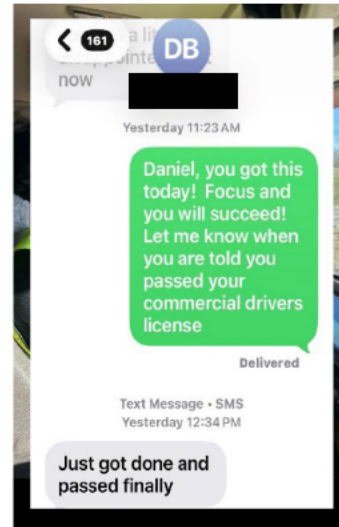 161
DB
now
Yesterday 11:23 AM
Daniel, you got this
today! Focus and
you will succeed!
Let me know when
you are told you
passed your
commercial drivers
license
Delivered
Text Message • SMS
Yesterday 12:34 PM
Just got done and
passed finally